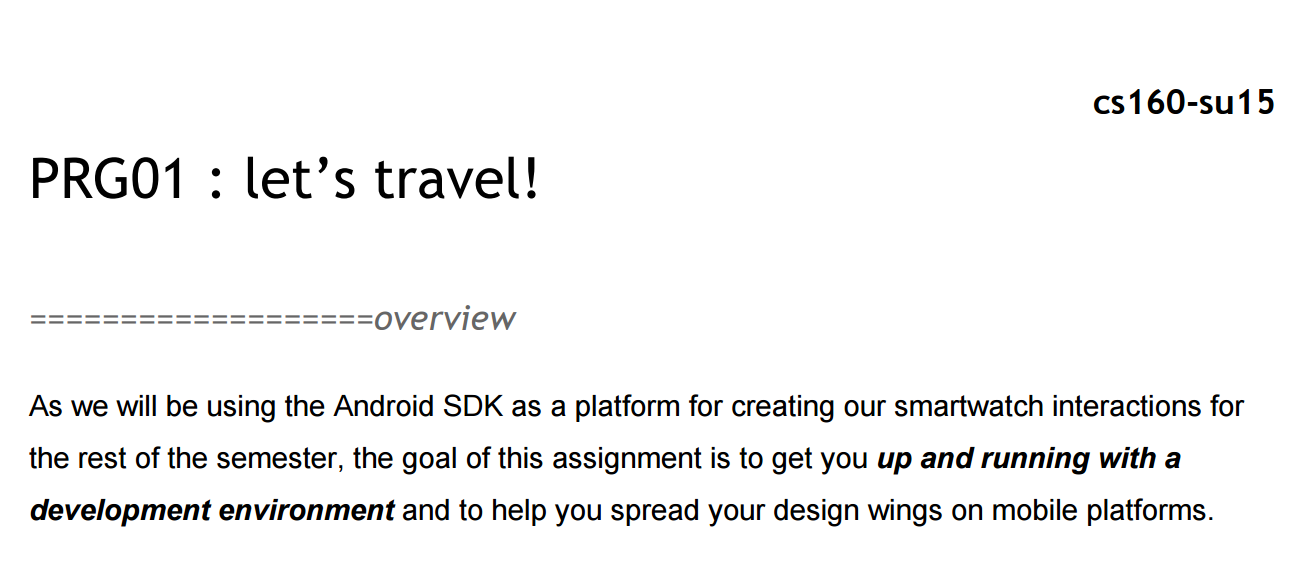 cs160-su15
PRG01 : let’s travel!
===================overview
As we will be using the Android SDK as a platform for creating our smartwatch interactions for
the rest of the semester, the goal of this assignment is to get you up and running with a
development environment and to help you spread your design wings on mobile platforms.